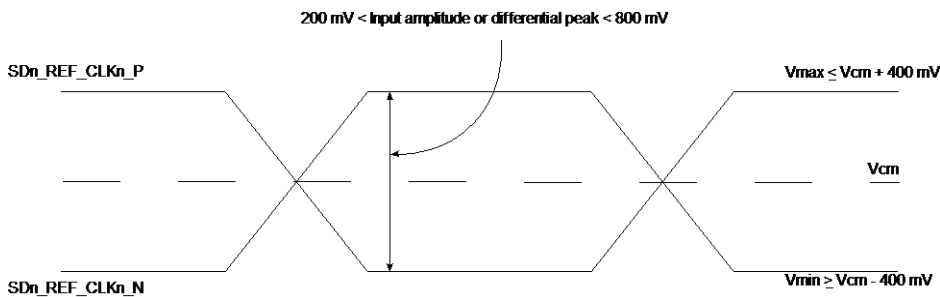 200 mV < Input amplitude or differential peak < 800 mV
SDn_REF_CLKn_P
Vmax ≤ Vcm + 400 mV
Vcm
SDn_REF_CLKn_N
Vmin ≥ Vcm - 400 mV